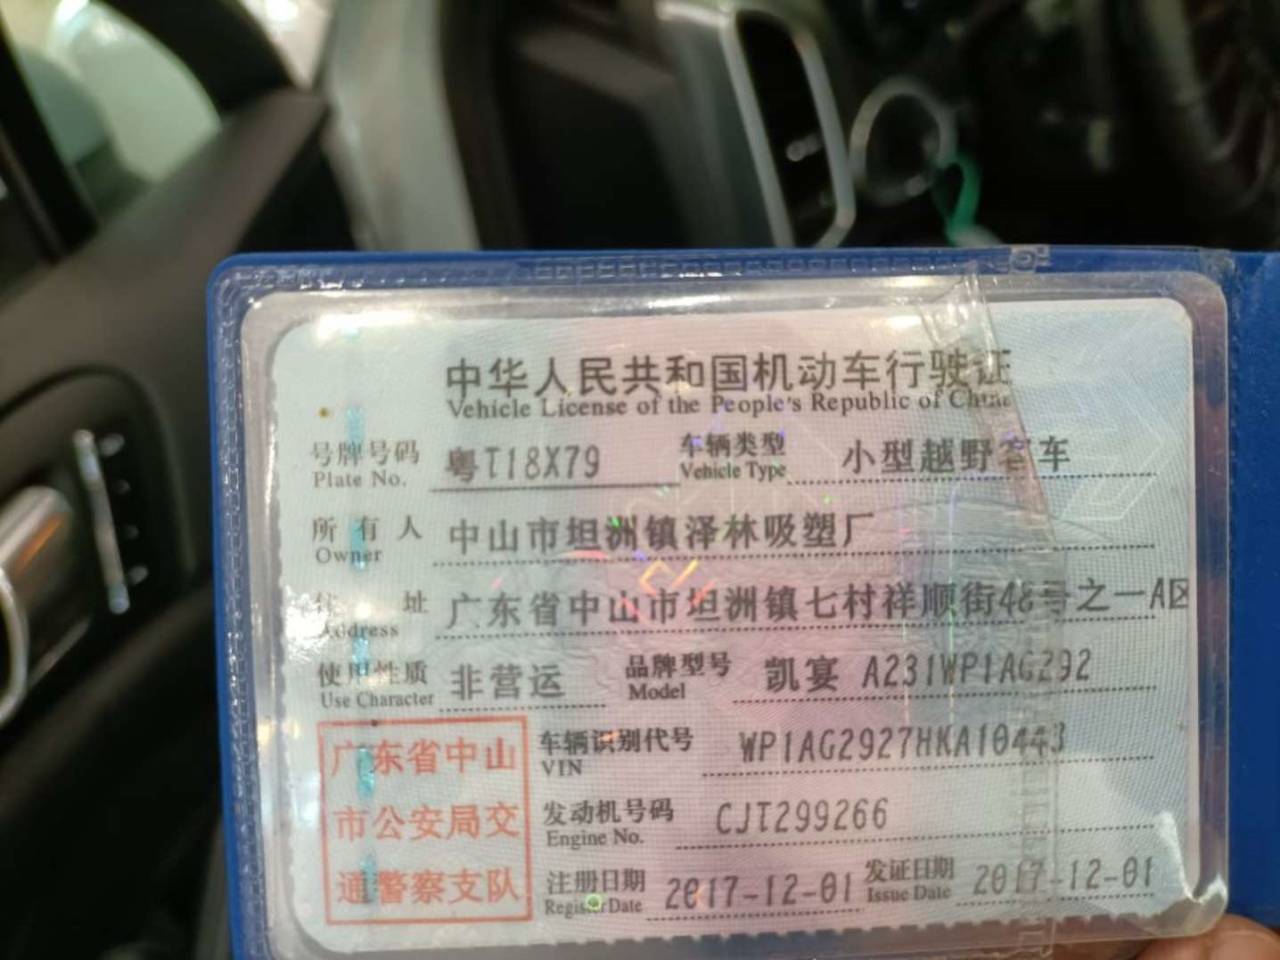 中华人民共和国机动车行驶证
Vehicle License of the People's Republic of China
号牌号码 粤T18X79 车辆类型 小型越野客车
Plate No. Vehicle Type
所有人 中山市坦洲镇泽林吸塑厂
Owner
住址 广东省中山市坦洲镇七村祥顺街48号之一A区
Address
使用性质 非营运 品牌型号 凯宴 A231WP1AG292
Use Character Model
广东省中山 车辆识别代号 WP1AG2927HKA10443
VIN
市公安局交 发动机号码 CJT299266
Engine No.
通警察支队 注册日期 2017-12-01 发证日期 2017-12-01
Register Date Issue Date